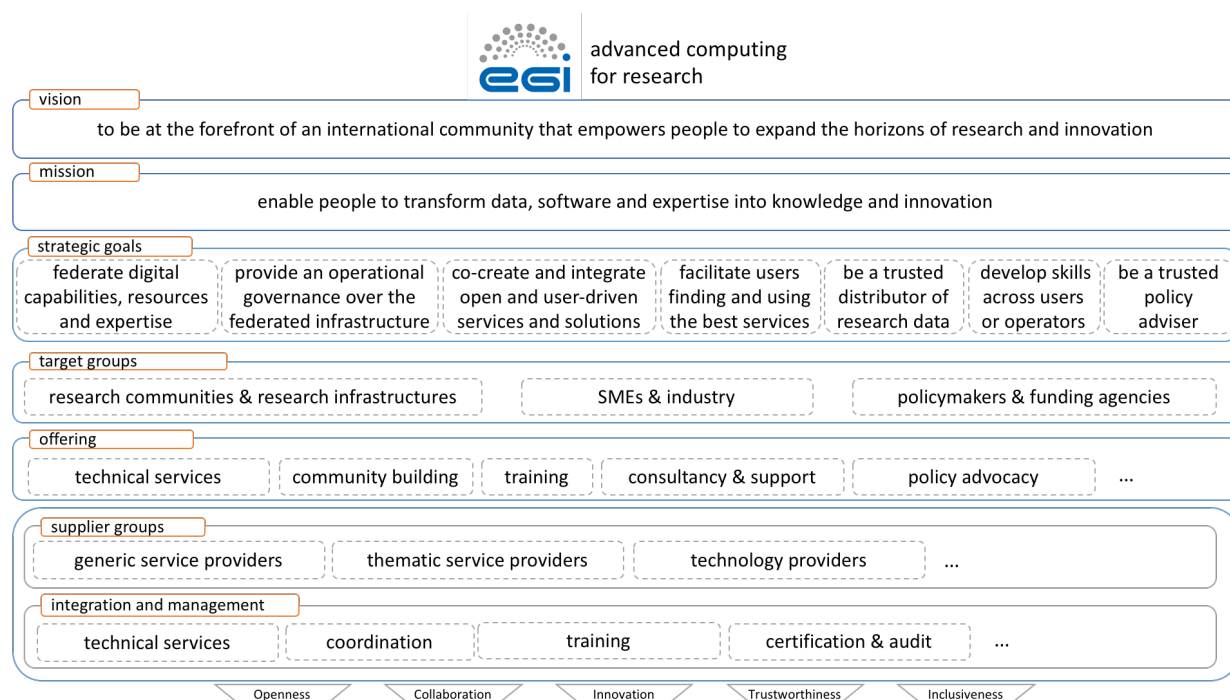 egi
advanced computing
for research
vision
to be at the forefront of an international community that empowers people to expand the horizons of research and innovation
mission
enable people to transform data, software and expertise into knowledge and innovation
strategic goals
federate digital
capabilities, resources
and expertise
provide an operational
governance over the
federated infrastructure
co-create and integrate
open and user-driven
services and solutions
facilitate users
finding and using
the best services
be a trusted
distributor of
research data
develop skills
across users
or operators
be a trusted
policy
adviser
target groups
research communities & research infrastructures
SMEs & industry
policymakers & funding agencies
offering
technical services
community building
training
consultancy & support
policy advocacy
...
supplier groups
generic service providers
thematic service providers
technology providers
...
integration and management
technical services
coordination
training
certification & audit
...
Openness
Collaboration
Innovation
Trustworthiness
Inclusiveness